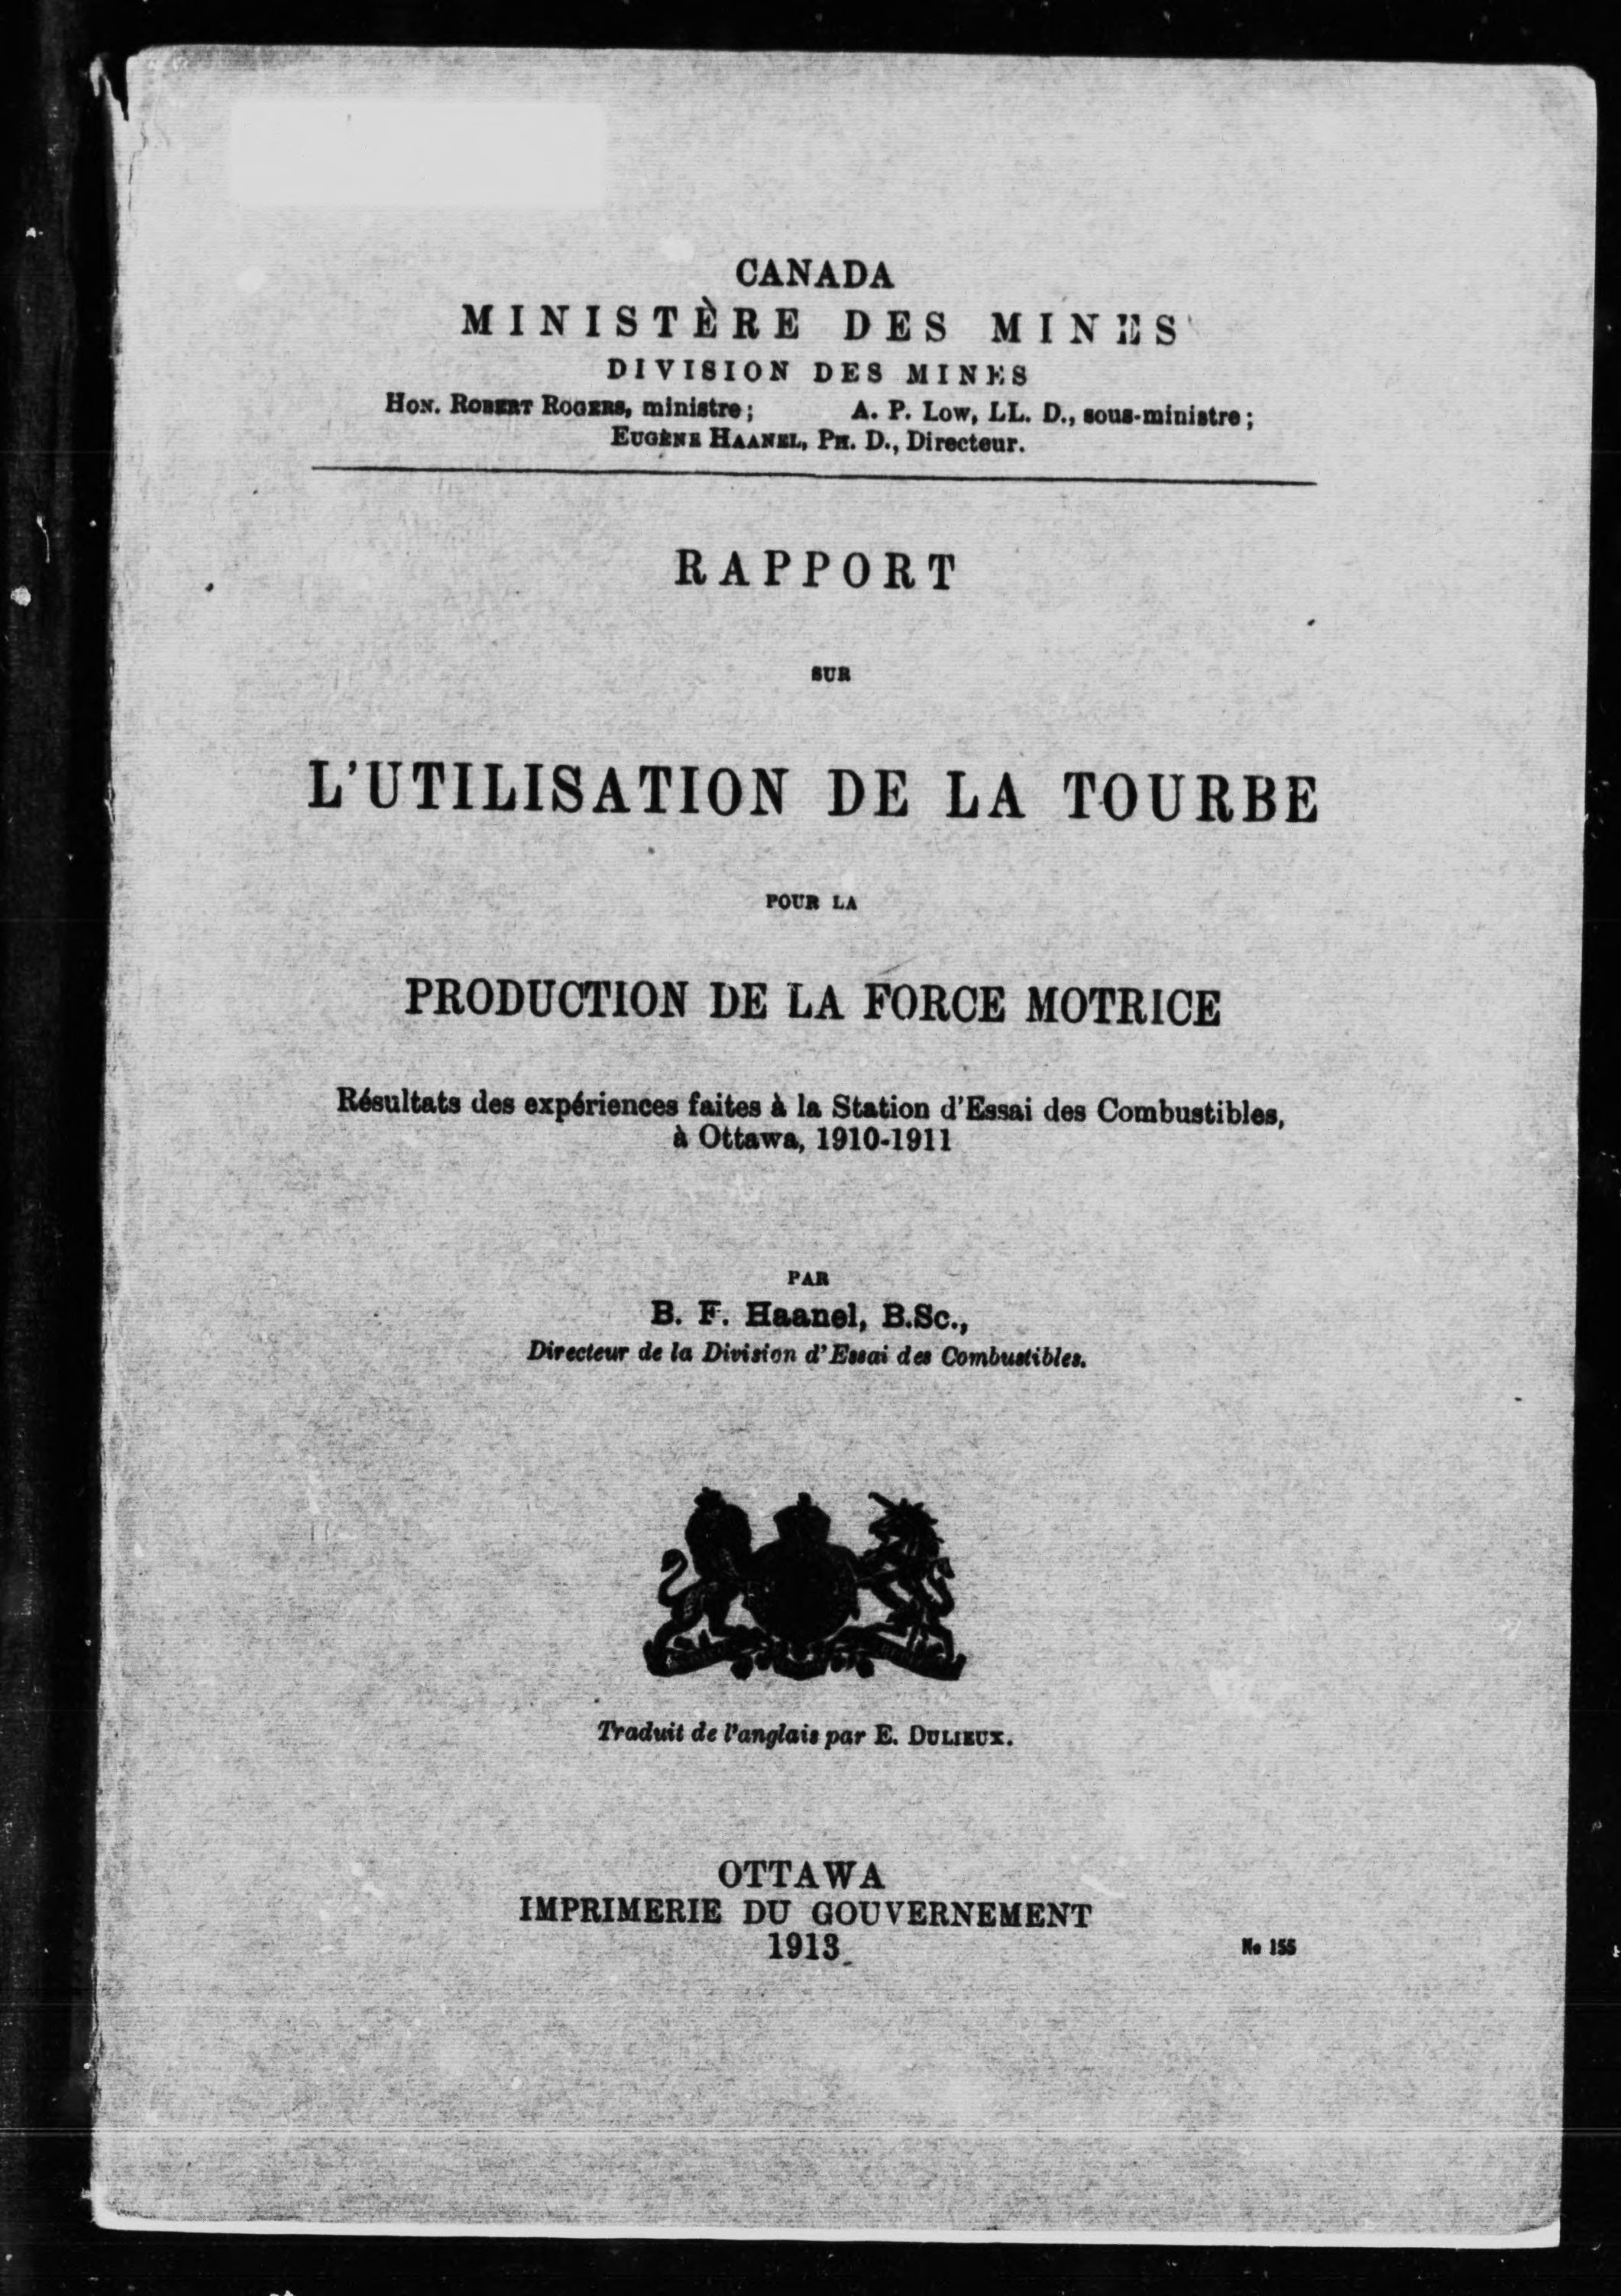 CANADA
MINISTÈRE DES MINES
DIVISION DES MINES
HON. ROBERT ROGERS, ministre; A. P. LOW, LL. D., sous-ministre;
EUGÈNE HAANEL, PH. D., Directeur.
RAPPORT
SUR
L'UTILISATION DE LA TOURBE
POUR LA
PRODUCTION DE LA FORCE MOTRICE
Résultats des expériences faites à la Station d'Essai des Combustibles,
à Ottawa, 1910-1911
PAR
B. F. Haanel, B.Sc.,
Directeur de la Division d'Essai des Combustibles.
Traduit de l'anglais par E. DULIEUX.
OTTAWA
IMPRIMERIE DU GOUVERNEMENT
1913
No 155